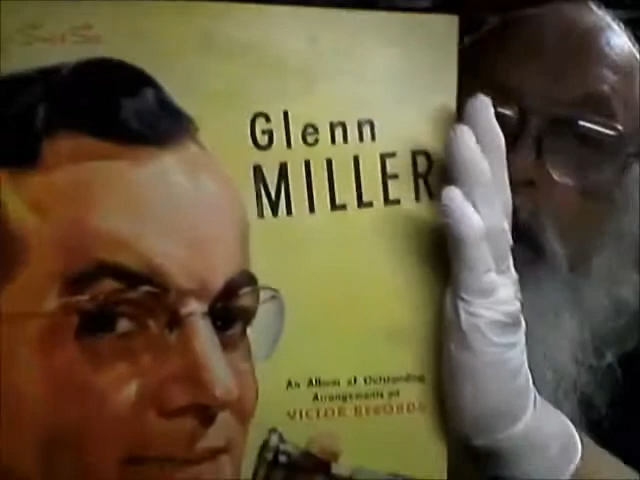 Glenn
MILLER
An Album of Outstanding
Arrangements on
VICTOR RECORDS